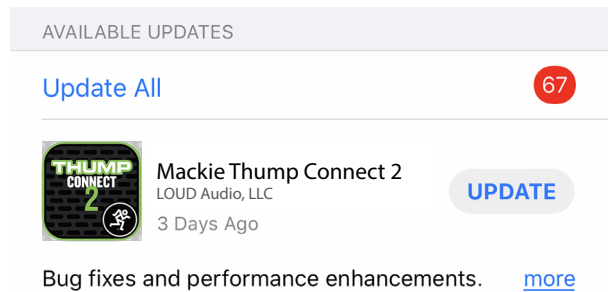 AVAILABLE UPDATES
Update All
67
THUMP
CONNECT
2
Mackie Thump Connect 2
LOUD Audio, LLC
3 Days Ago
UPDATE
Bug fixes and performance enhancements.
more